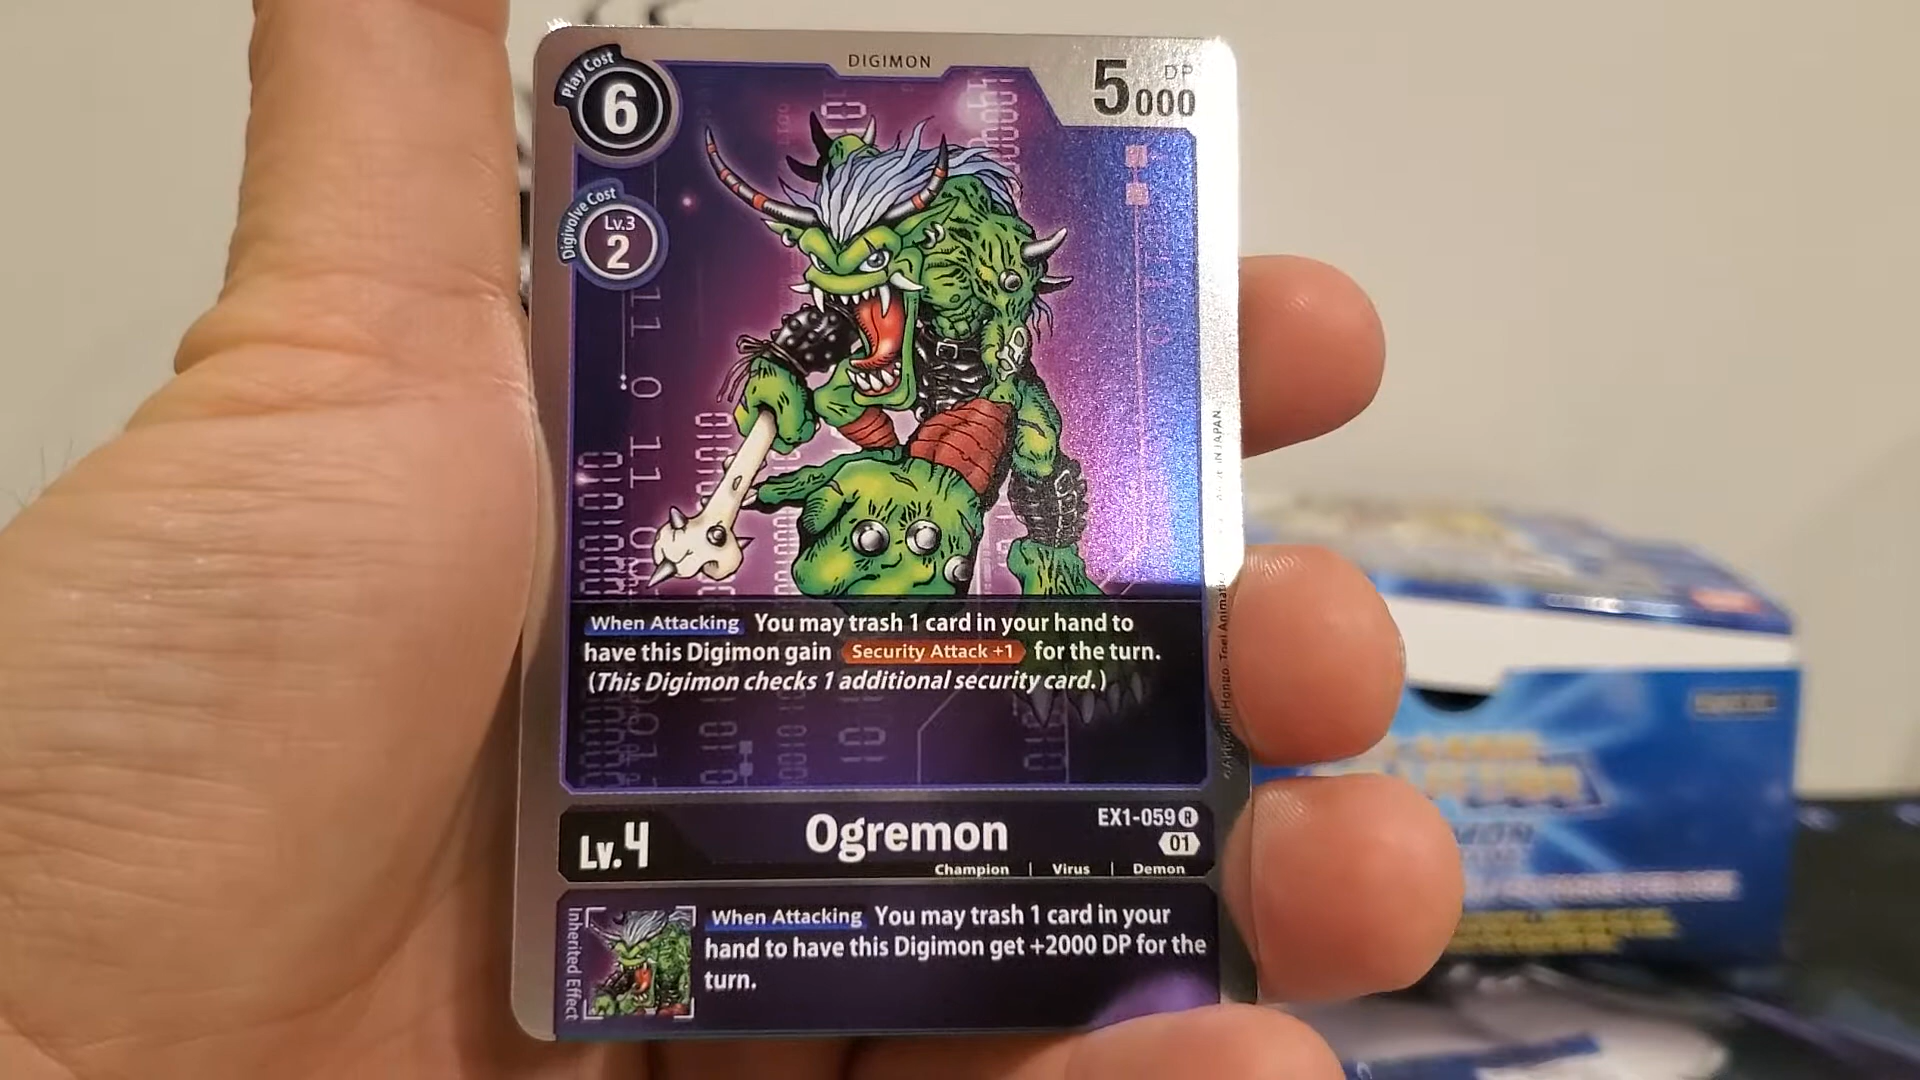 DIGIMON
Play Cost
6
5000
DP
Digivolve Cost
Lv.3
2
When Attacking You may trash 1 card in your hand to
have this Digimon gain Security Attack +1 for the turn.
(This Digimon checks 1 additional security card.)
Lv.4
Ogremon
EX1-059 R
01
Champion | Virus | Demon
Inherited Effect
When Attacking You may trash 1 card in your
hand to have this Digimon get +2000 DP for the
turn.